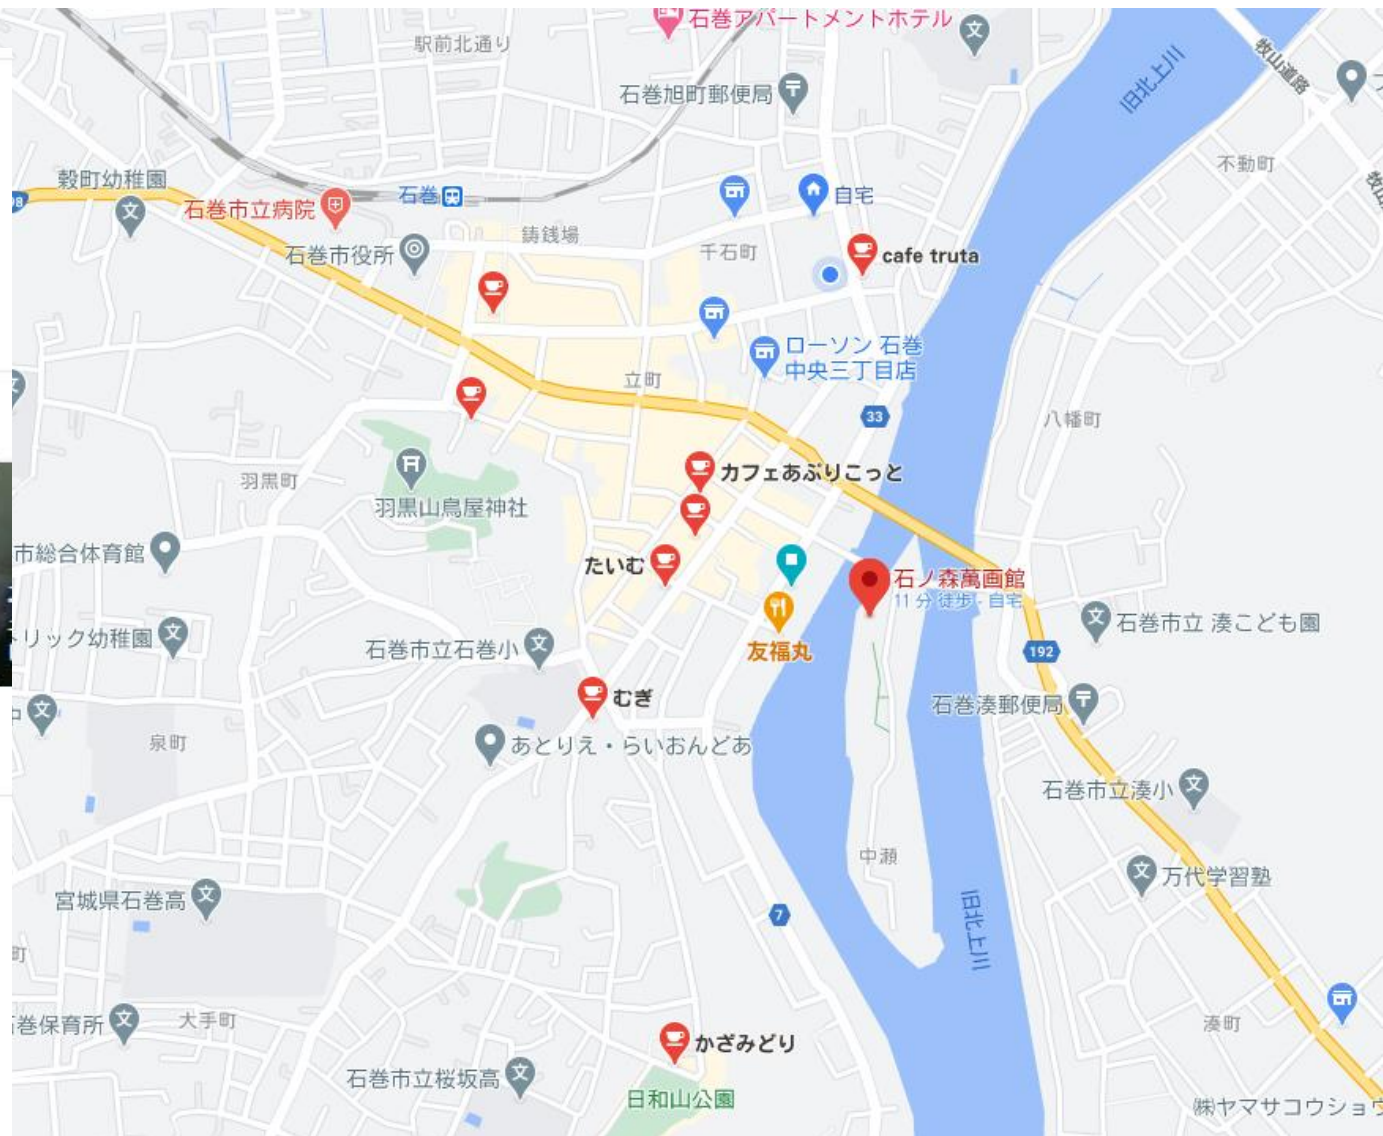 石巻アパートメントホテル
駅前北通り
旧北上川
牧山道路
石巻旭町郵便局
不動町
穀町幼稚園
石巻
自宅
石巻市立病院
鋳銭場
石巻市役所
千石町
cafe truta
ローソン 石巻
中央三丁目店
立町
33
八幡町
羽黒町
カフェあぶりこっと
羽黒山鳥屋神社
市総合体育館
たいむ
石ノ森萬画館
11 分 徒歩 - 自宅
石巻市立 湊こども園
トリック幼稚園
石巻市立石巻小
友福丸
192
むぎ
石巻湊郵便局
泉町
あとりえ・らいおんどあ
石巻市立湊小
中瀬
万代学習塾
宮城県石巻高
7
旧北上川
町
巻保育所
大手町
湊町
かざみどり
石巻市立桜坂高
日和山公園
㈱ヤマサコウショウ